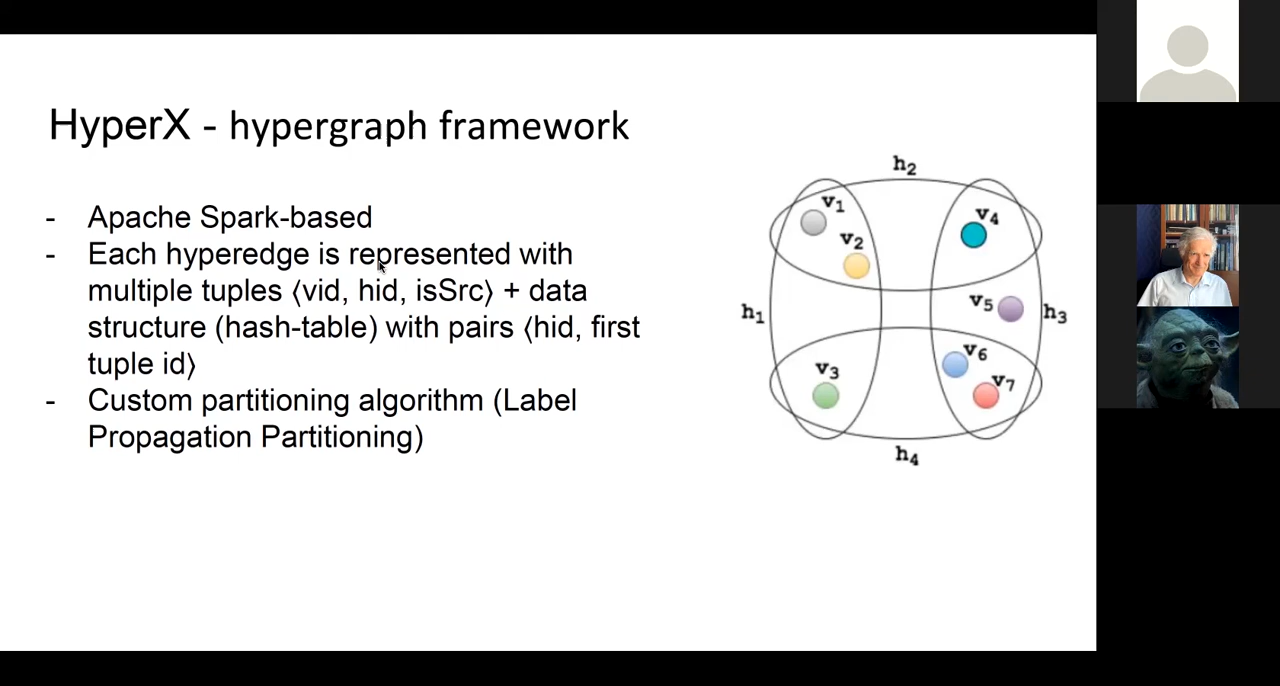 HyperX - hypergraph framework
- Apache Spark-based
- Each hyperedge is represented with
multiple tuples ⟨vid, hid, isSrc⟩ + data
structure (hash-table) with pairs ⟨hid, first
tuple id⟩
- Custom partitioning algorithm (Label
Propagation Partitioning)
h2
v1
v4
v2
h1
v5
h3
v6
v3
v7
h4